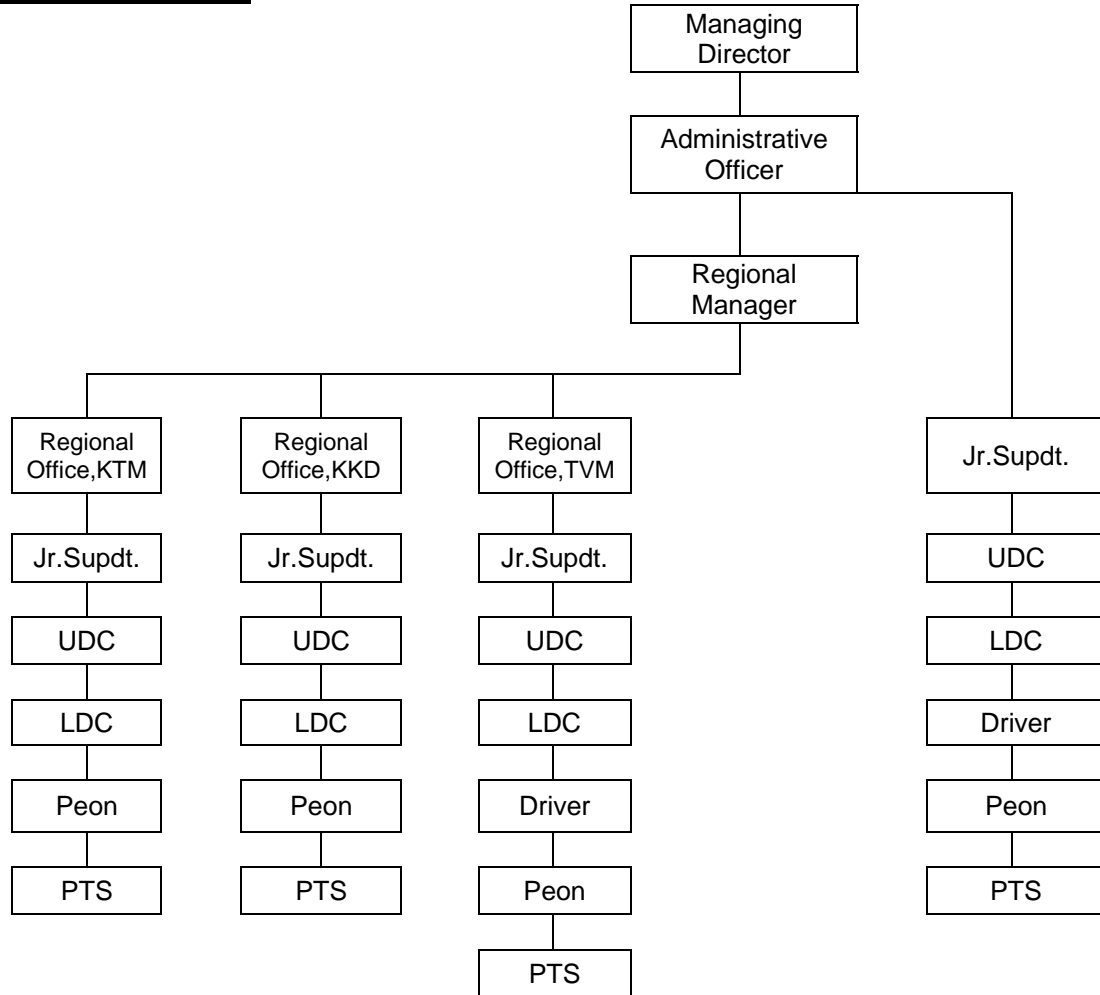 Managing
Director
Administrative
Officer
Regional
Manager
Regional
Office,KTM
Regional
Office,KKD
Regional
Office,TVM
Jr.Supdt.
Jr.Supdt.
Jr.Supdt.
Jr.Supdt.
UDC
UDC
UDC
UDC
LDC
LDC
LDC
LDC
Peon
Peon
Driver
Driver
PTS
PTS
Peon
Peon
PTS
PTS